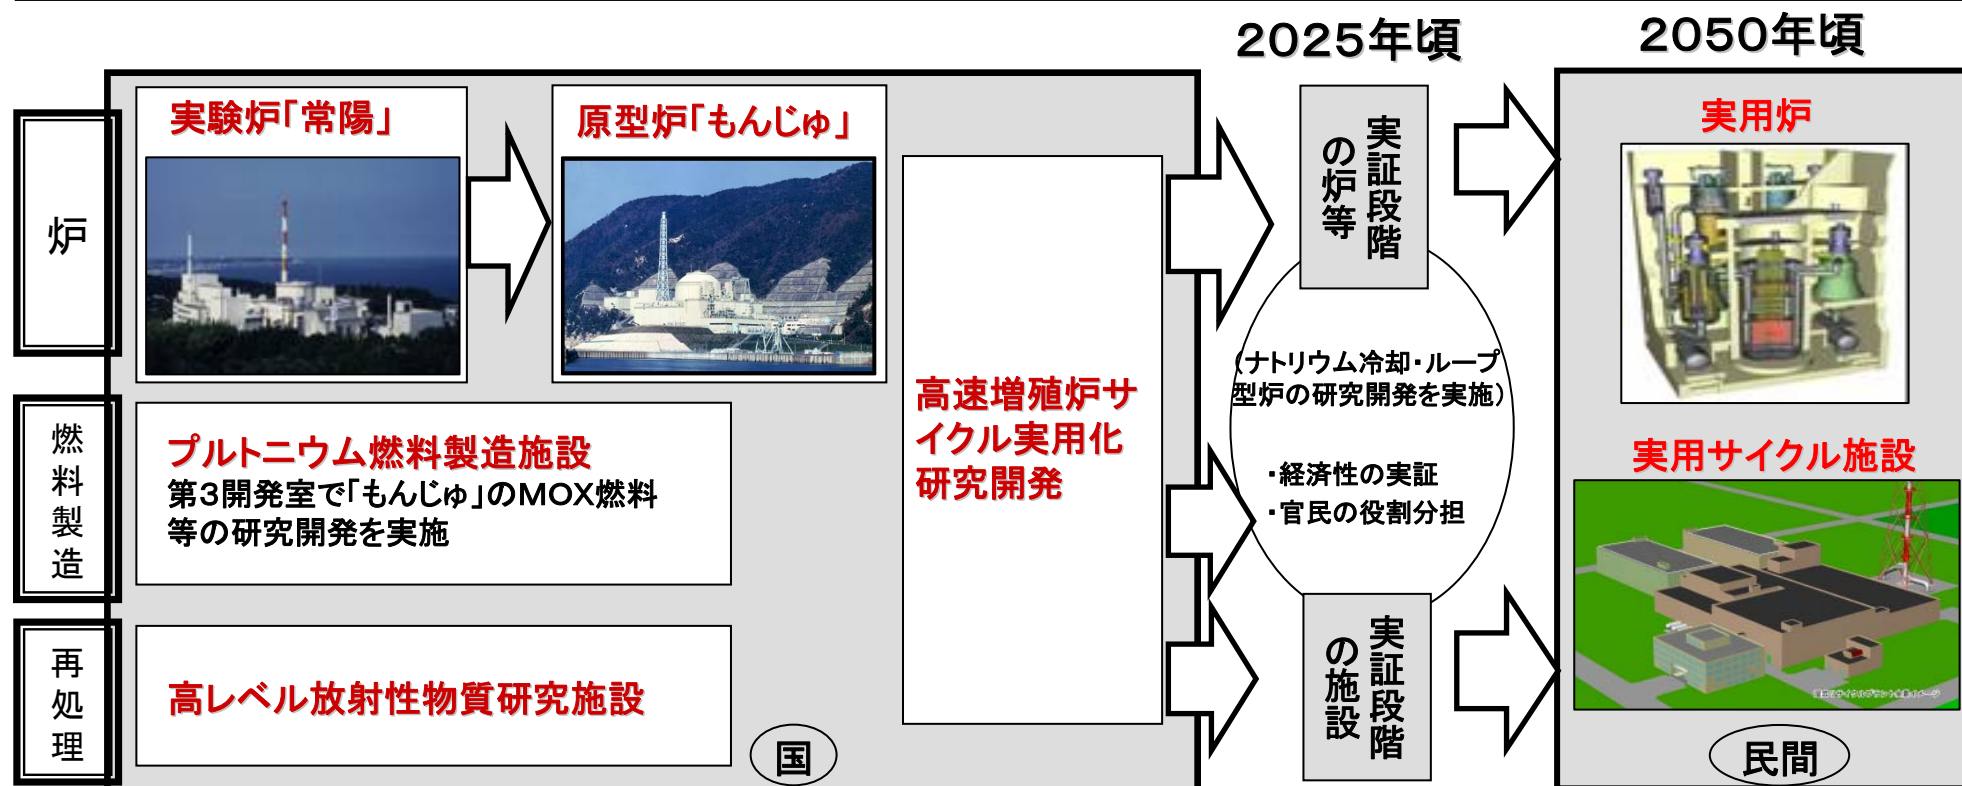 2025年頃
2050年頃
炉
実験炉「常陽」
原型炉「もんじゅ」
燃料製造
プルトニウム燃料製造施設
第3開発室で「もんじゅ」のMOX燃料
等の研究開発を実施
再処理
高レベル放射性物質研究施設
国
高速増殖炉サ
イクル実用化
研究開発
実証段階
の炉等
(ナトリウム冷却・ループ
型炉の研究開発を実施)
・経済性の実証
・官民の役割分担
実証段階
の施設
実用炉
実用サイクル施設
民間